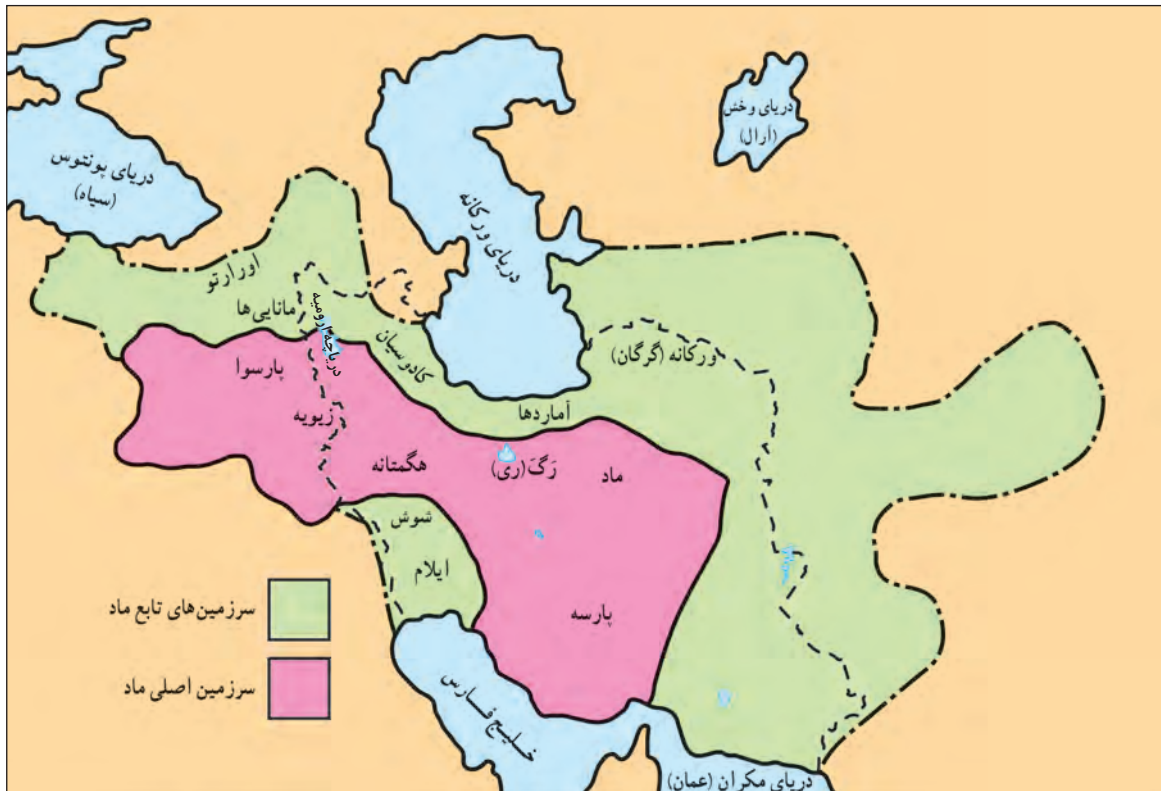 دریای وخش
(آرال)
دریای پونتوس
(سیاه)
دریای ورکانه
اورارتو
مانایی‌ها
دریاچه ارومیه
کادوسیان
ورکانه (گرگان)
پارسوا
آماردها
زیویه
هگمتانه
رَگَ (ری)
ماد
شوش
ایلام
پارسه
سرزمین‌های تابع ماد
سرزمین اصلی ماد
خلیج فارس
دریای مکران (عمان)